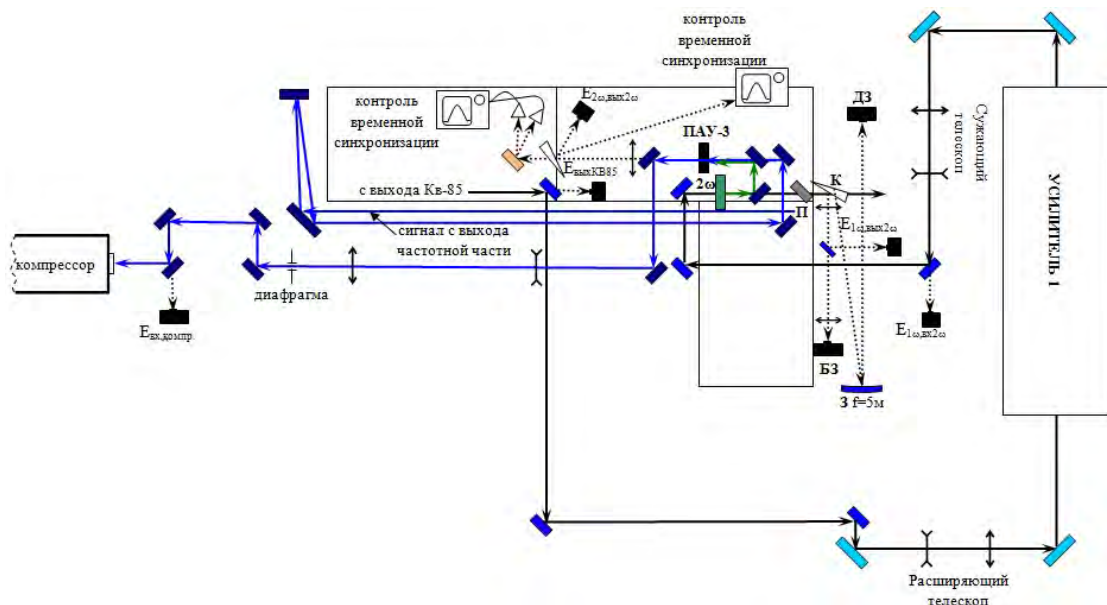 контроль
временной
синхронизации
контроль
временной
синхронизации
E2ω,вых2ω
ДЗ
Сужающий
телескоп
ПАУ-3
EвыхКВ85
с выхода Кв-85
2ω
К
П
УСИЛИТЕЛЬ 1
сигнал с выхода
частотной части
E1ω,вых2ω
компрессор
диафрагма
Eвх,компр.
E1ω,вх2ω
БЗ
З f=5м
Расширяющий
телескоп